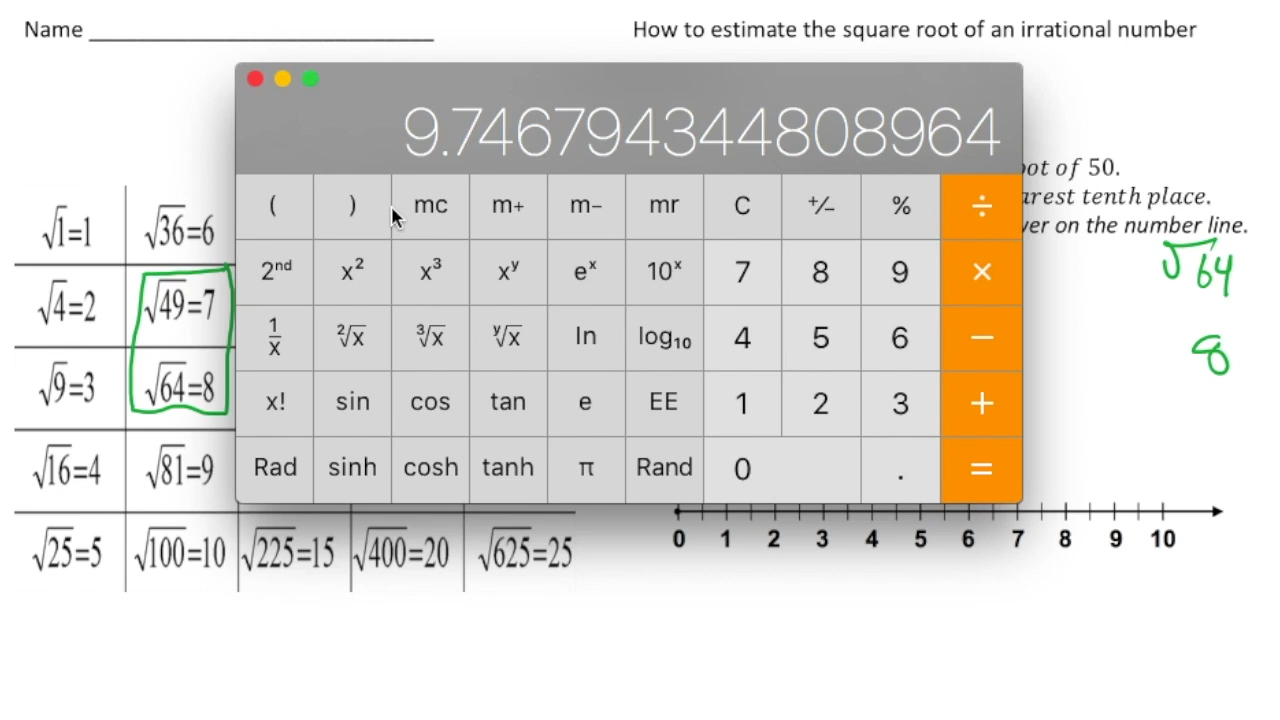 Name ______________________________ How to estimate the square root of an irrational number
9.746794344808964
oot of 50.
arest tenth place.
ver on the number line.
√64
8
√1=1 √36=6
√4=2 √49=7
√9=3 √64=8
√16=4 √81=9
√25=5 √100=10 √225=15 √400=20 √625=25
( ) mc m+ m− mr C +/− % ÷
2ⁿᵈ x² x³ xʸ eˣ 10ˣ 7 8 9 ×
1/x ²√x ³√x ʸ√x ln log₁₀ 4 5 6 −
x! sin cos tan e EE 1 2 3 +
Rad sinh cosh tanh π Rand 0 . =
0 1 2 3 4 5 6 7 8 9 10